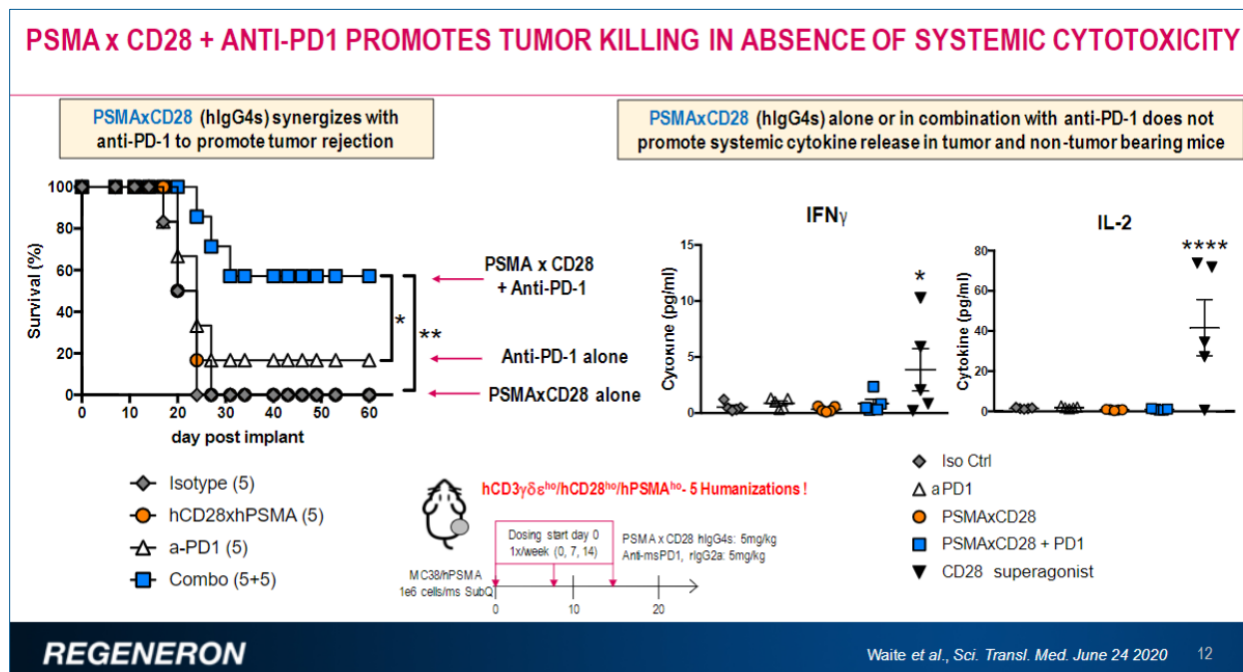 PSMA x CD28 + ANTI-PD1 PROMOTES TUMOR KILLING IN ABSENCE OF SYSTEMIC CYTOTOXICITY
PSMAxCD28 (hIgG4s) synergizes with
anti-PD-1 to promote tumor rejection
PSMAxCD28 (hIgG4s) alone or in combination with anti-PD-1 does not
promote systemic cytokine release in tumor and non-tumor bearing mice
Survival (%)
100
80
60
40
20
0
0 10 20 30 40 50 60
day post implant
*
**
PSMA x CD28
+ Anti-PD-1
Anti-PD-1 alone
PSMAxCD28 alone
Isotype (5)
hCD28xhPSMA (5)
a-PD1 (5)
Combo (5+5)
IFNγ
Cytokine (pg/ml)
15
10
5
0
*
IL-2
Cytokine (pg/ml)
80
60
40
20
0
****
Iso Ctrl
aPD1
PSMAxCD28
PSMAxCD28 + PD1
CD28 superagonist
hCD3γδεho/hCD28ho/hPSMAho- 5 Humanizations !
Dosing start day 0
1x/week (0, 7, 14)
PSMA x CD28 hIgG4s: 5mg/kg
Anti-msPD1, rIgG2a: 5mg/kg
MC38/hPSMA
1e6 cells/ms SubQ
0 10 20
REGENERON
Waite et al., Sci. Transl. Med. June 24 2020 12